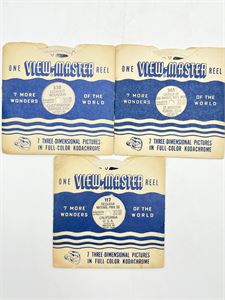 ONE VIEW-MASTER REEL
7 MORE WONDERS OF THE WORLD
7 THREE-DIMENSIONAL PICTURES
IN FULL-COLOR KODACHROME
ONE VIEW-MASTER REEL
7 MORE WONDERS OF THE WORLD
7 THREE-DIMENSIONAL PICTURES
IN FULL-COLOR KODACHROME
ONE VIEW-MASTER REEL
117
SEQUOIA
NATIONAL PARK
CALIFORNIA
U.S.A.
7 MORE WONDERS OF THE WORLD
7 THREE-DIMENSIONAL PICTURES
IN FULL-COLOR KODACHROME